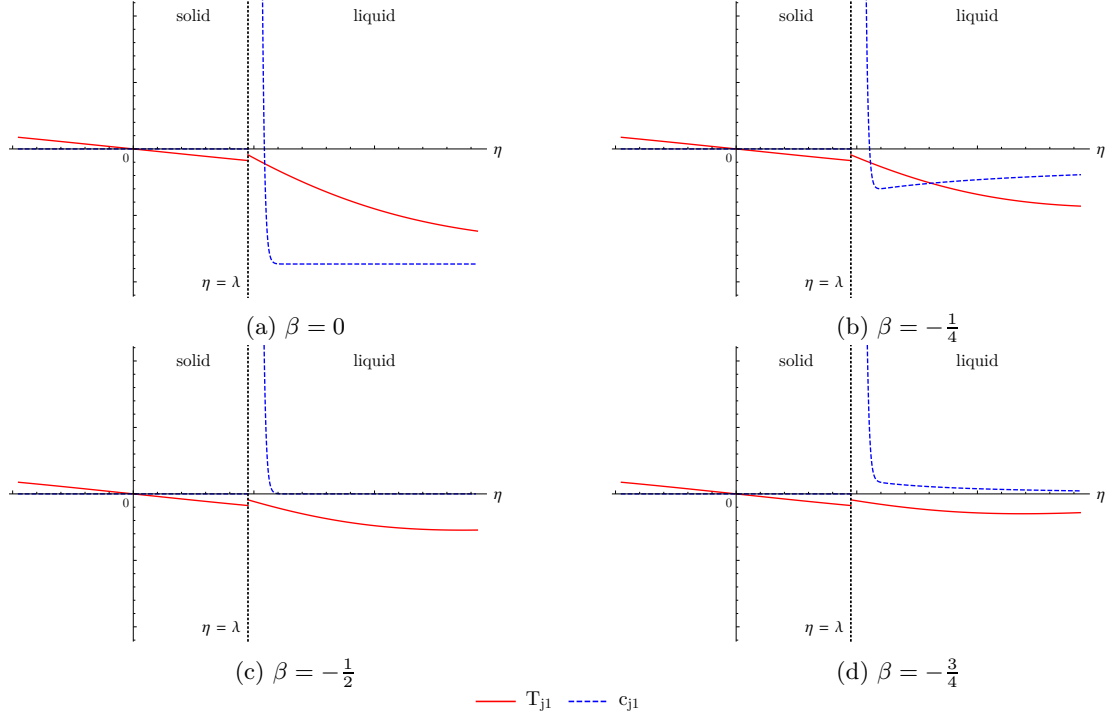 solid liquid
0 η
η = λ
(a) β = 0
solid liquid
0 η
η = λ
(b) β = −1/4
solid liquid
0 η
η = λ
(c) β = −1/2
solid liquid
0 η
η = λ
(d) β = −3/4
T_j1 c_j1